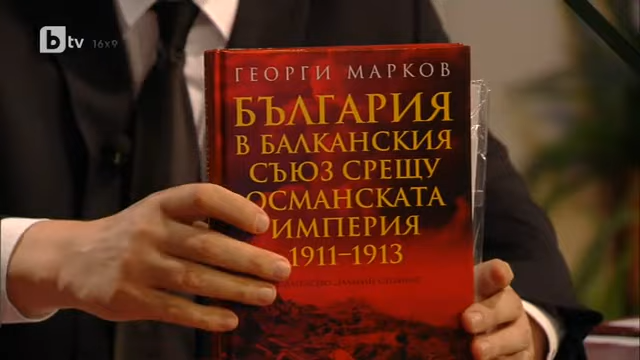 btv 16x9
ГЕОРГИ МАРКОВ
БЪЛГАРИЯ
В БАЛКАНСКИЯ
СЪЮЗ СРЕЩУ
ОСМАНСКАТА
ИМПЕРИЯ
1911–1913